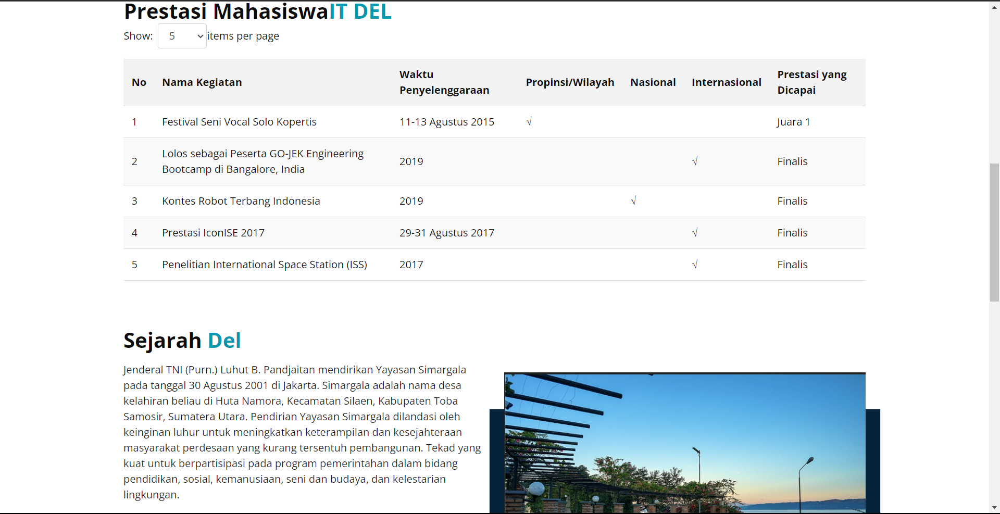 Prestasi MahasiswaIT DEL
Show: 5 items per page
No Nama Kegiatan Waktu Penyelenggaraan Propinsi/Wilayah Nasional Internasional Prestasi yang Dicapai
1 Festival Seni Vocal Solo Kopertis 11-13 Agustus 2015 √ Juara 1
2 Lolos sebagai Peserta GO-JEK Engineering Bootcamp di Bangalore, India 2019 √ Finalis
3 Kontes Robot Terbang Indonesia 2019 √ Finalis
4 Prestasi IconISE 2017 29-31 Agustus 2017 √ Finalis
5 Penelitian International Space Station (ISS) 2017 √ Finalis
Sejarah Del
Jenderal TNI (Purn.) Luhut B. Pandjaitan mendirikan Yayasan Simargala
pada tanggal 30 Agustus 2001 di Jakarta. Simargala adalah nama desa
kelahiran beliau di Huta Namora, Kecamatan Silaen, Kabupaten Toba
Samosir, Sumatera Utara. Pendirian Yayasan Simargala dilandasi oleh
keinginan luhur untuk meningkatkan keterampilan dan kesejahteraan
masyarakat perdesaan yang kurang tersentuh pembangunan. Tekad yang
kuat untuk berpartisipasi pada program pemerintahan dalam bidang
pendidikan, sosial, kemanusiaan, seni dan budaya, dan kelestarian
lingkungan.